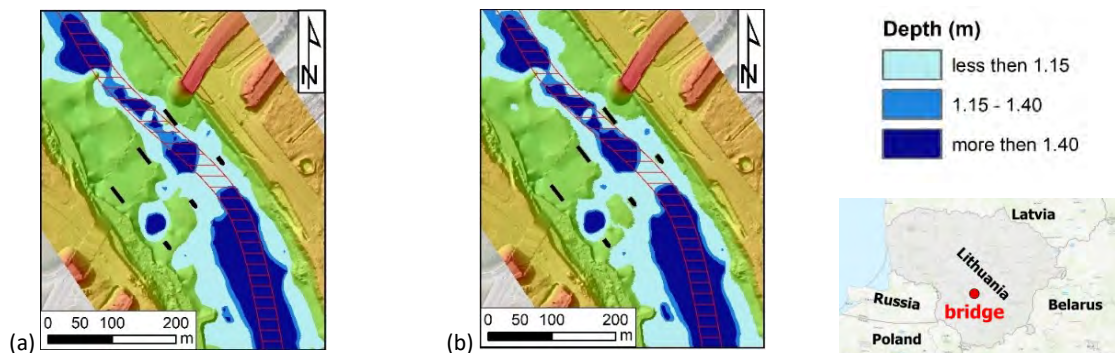 (a)
N
0 50 100 200
m
(b)
N
0 50 100 200
m
Depth (m)
less then 1.15
1.15 - 1.40
more then 1.40
Latvia
Lithuania
Russia
bridge
Belarus
Poland